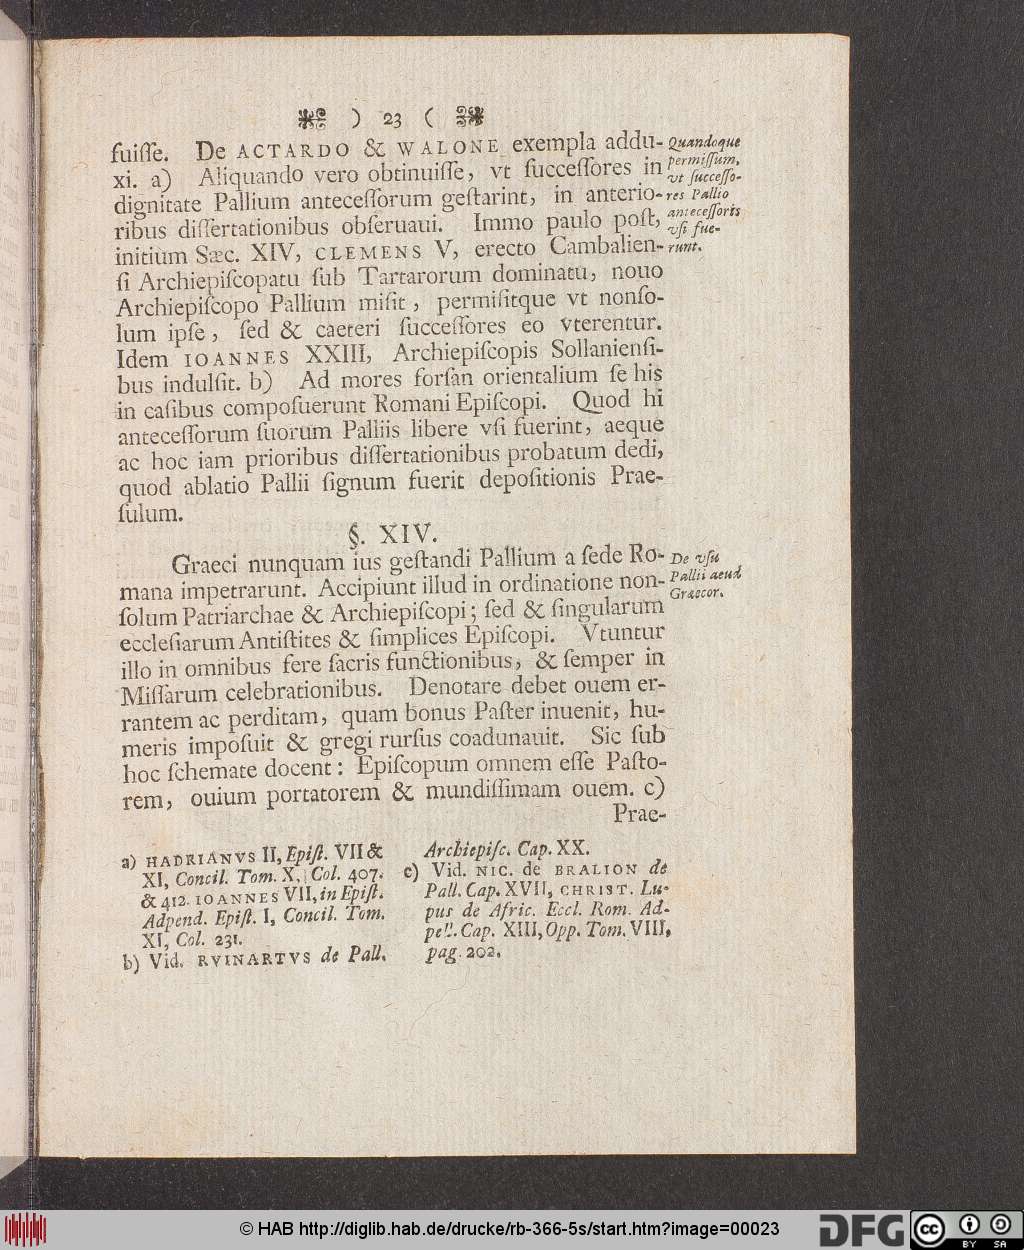 ) 23 (
fuiſſe. De ACTARDO & WALONE exempla addu-
xi. a) Aliquando vero obtinuiſſe, vt ſucceſſores in
dignitate Pallium anteceſſorum geſtarint, in anterio-
ribus diſſertationibus obſeruaui. Immo paulo poſt,
initium Sæc. XIV, CLEMENS V, erecto Cambalien-
ſi Archiepiſcopatu ſub Tartarorum dominatu, nouo
Archiepiſcopo Pallium miſit, permiſitque vt nonſo-
lum ipſe, ſed & caeteri ſucceſſores eo vterentur.
Idem IOANNES XXIII, Archiepiſcopis Sollanienſi-
bus indulſit. b) Ad mores forſan orientalium ſe his
in caſibus compoſuerunt Romani Epiſcopi. Quod hi
anteceſſorum ſuorum Palliis libere vſi fuerint, aeque
ac hoc iam prioribus diſſertationibus probatum dedi,
quod ablatio Pallii ſignum fuerit depoſitionis Prae-
ſulum.
Quandoque
permiſſum,
vt ſucceſſo-
res Pallio
anteceſſoris
vſi fue-
runt.
§. XIV.
Graeci nunquam ius geſtandi Pallium a ſede Ro-
mana impetrarunt. Accipiunt illud in ordinatione non-
ſolum Patriarchae & Archiepiſcopi; ſed & ſingularum
eccleſiarum Antiſtites & ſimplices Epiſcopi. Vtuntur
illo in omnibus fere ſacris functionibus, & ſemper in
Miſſarum celebrationibus. Denotare debet ouem er-
rantem ac perditam, quam bonus Paſter inuenit, hu-
meris impoſuit & gregi rurſus coadunauit. Sic ſub
hoc ſchemate docent: Epiſcopum omnem eſſe Paſto-
rem, ouium portatorem & mundiſſimam ouem. c)
Prae-
De vſu
Pallii apud
Graecor.
a) HADRIANVS II, Epiſt. VII &
XI, Concil. Tom. X. Col. 407.
& 412. IOANNES VII, in Epiſt.
Adpend. Epiſt. I, Concil. Tom.
XI, Col. 231.
b) Vid. RVINARTVS de Pall.
Archiepiſc. Cap. XX.
c) Vid. NIC. de BRALION de
Pall. Cap. XVII, CHRIST. Lu-
pus de Afric. Eccl. Rom. Ad-
pell. Cap. XIII, Opp. Tom. VIII,
pag. 202.
© HAB http://diglib.hab.de/drucke/rb-366-5s/start.htm?image=00023
DFG
cc BY SA